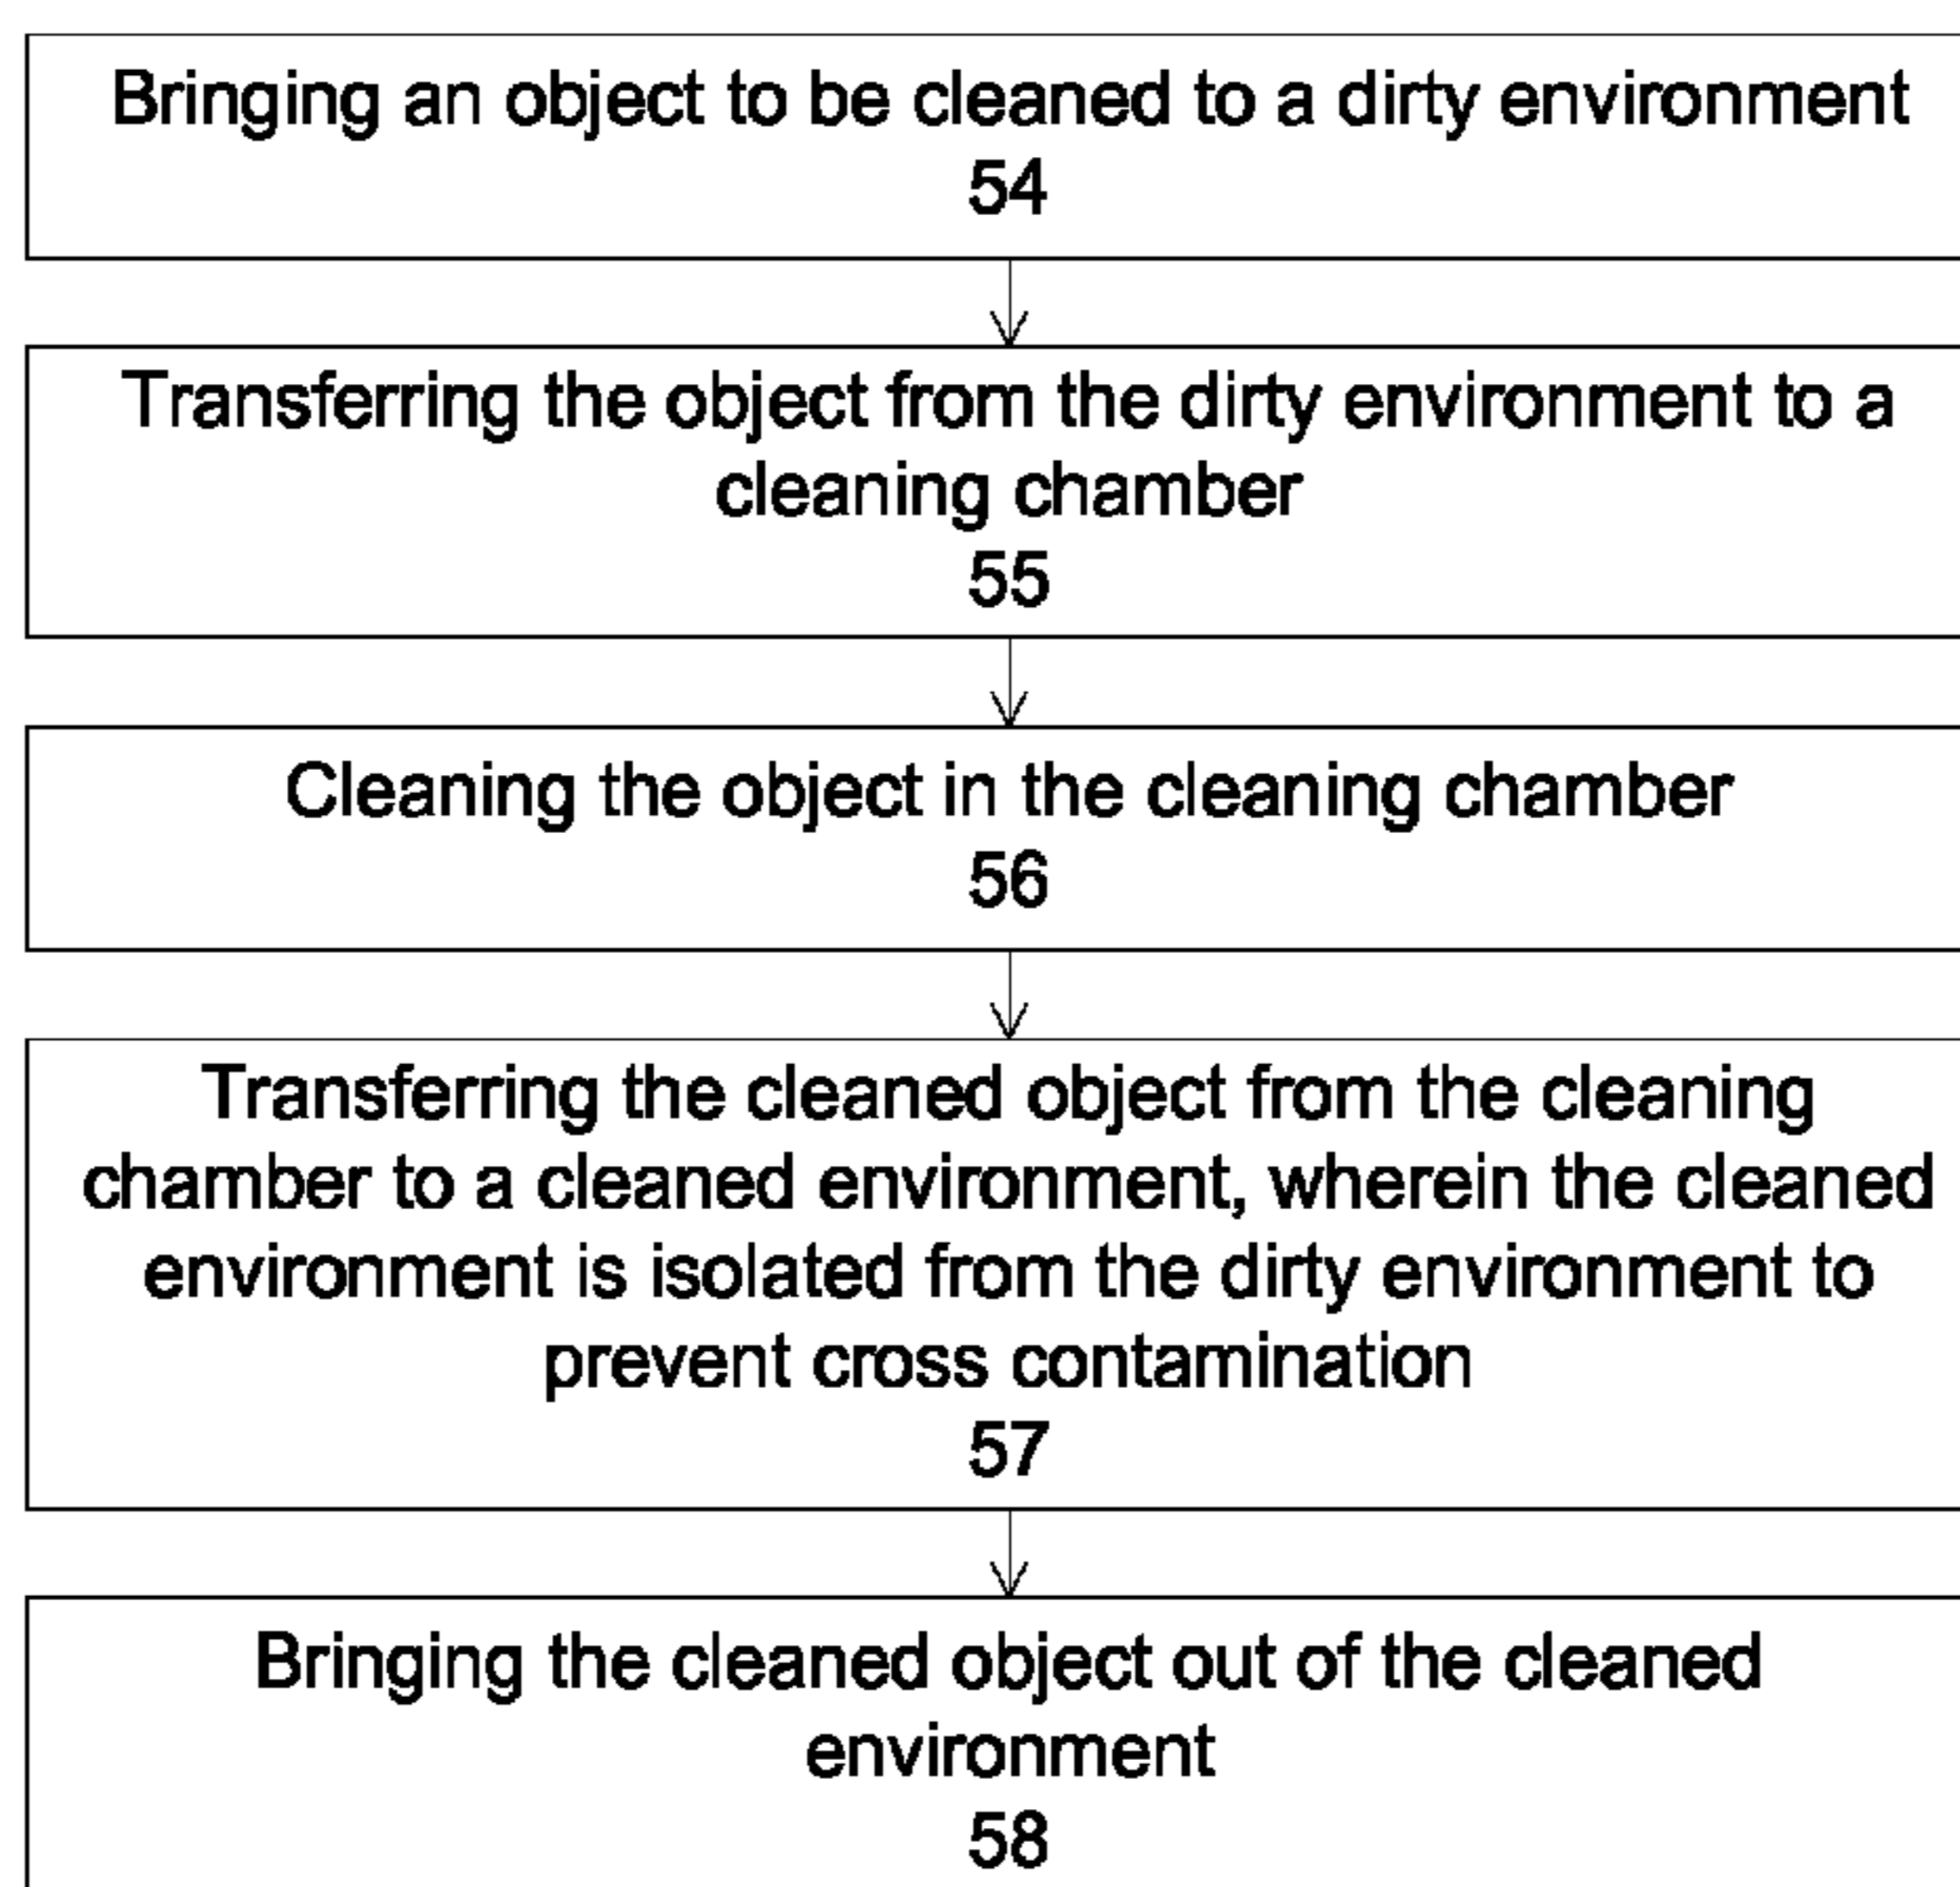 Bringing an object to be cleaned to a dirty environment
54
Transferring the object from the dirty environment to a
cleaning chamber
55
Cleaning the object in the cleaning chamber
56
Transferring the cleaned object from the cleaning
chamber to a cleaned environment, wherein the cleaned
environment is isolated from the dirty environment to
prevent cross contamination
57
Bringing the cleaned object out of the cleaned
environment
58